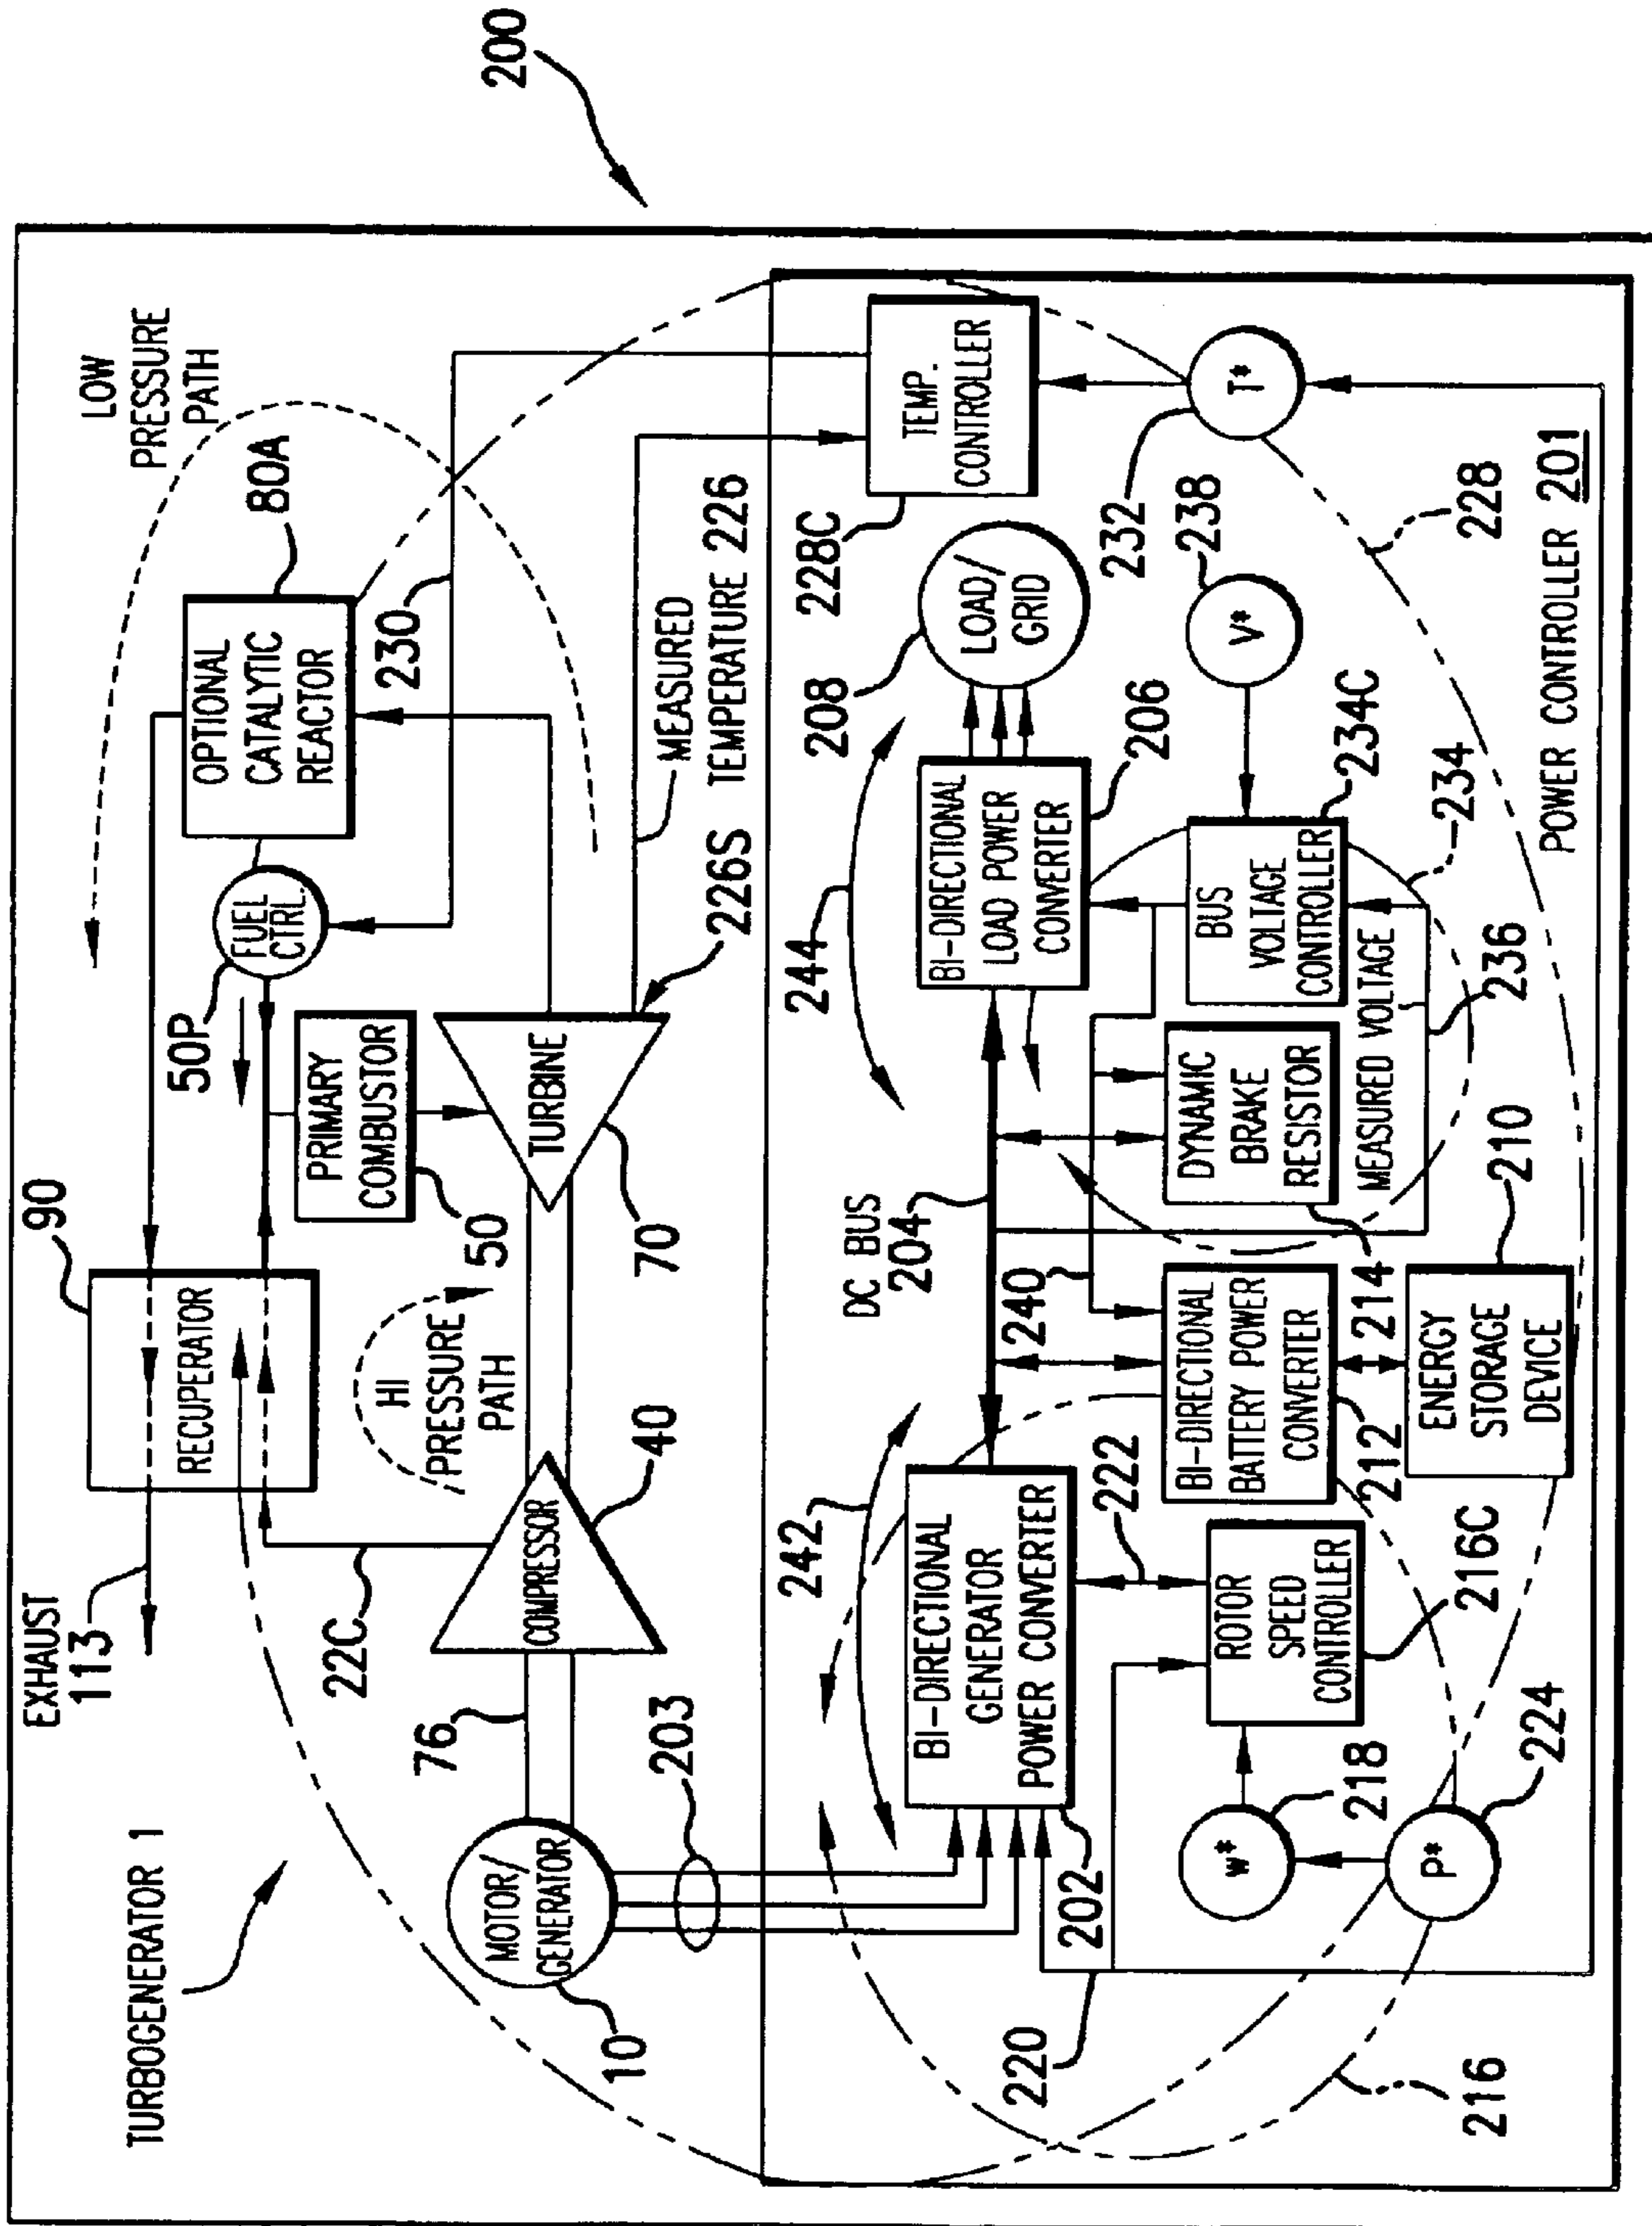 200
TURBOGENERATOR 1
EXHAUST
113
90
RECUPERATOR
22C
HI
PRESSURE
PATH
50P
FUEL
CTRL.
OPTIONAL
CATALYTIC
REACTOR
80A
LOW
PRESSURE
PATH
230
PRIMARY
COMBUSTOR
50
MOTOR/
GENERATOR
10
76
203
COMPRESSOR
40
TURBINE
70
226S
MEASURED
TEMPERATURE 226
DC BUS
204
242
244
BI-DIRECTIONAL
GENERATOR
POWER CONVERTER
202
220
222
240
BI-DIRECTIONAL
LOAD POWER
CONVERTER
206
208
LOAD/
GRID
228C
TEMP.
CONTROLLER
W*
218
ROTOR
SPEED
CONTROLLER
216C
BI-DIRECTIONAL
BATTERY POWER
CONVERTER
212
DYNAMIC
BRAKE
RESISTOR
214
BUS
VOLTAGE
CONTROLLER
234C
V*
238
T*
232
P*
224
216
ENERGY
STORAGE
DEVICE
210
MEASURED VOLTAGE
236
234
228
POWER CONTROLLER 201